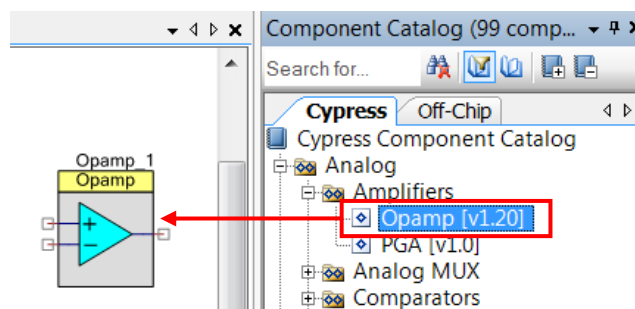 Component Catalog (99 comp...
Search for...
Cypress
Off-Chip
Cypress Component Catalog
Analog
Amplifiers
Opamp [v1.20]
PGA [v1.0]
Analog MUX
Comparators
Opamp_1
Opamp